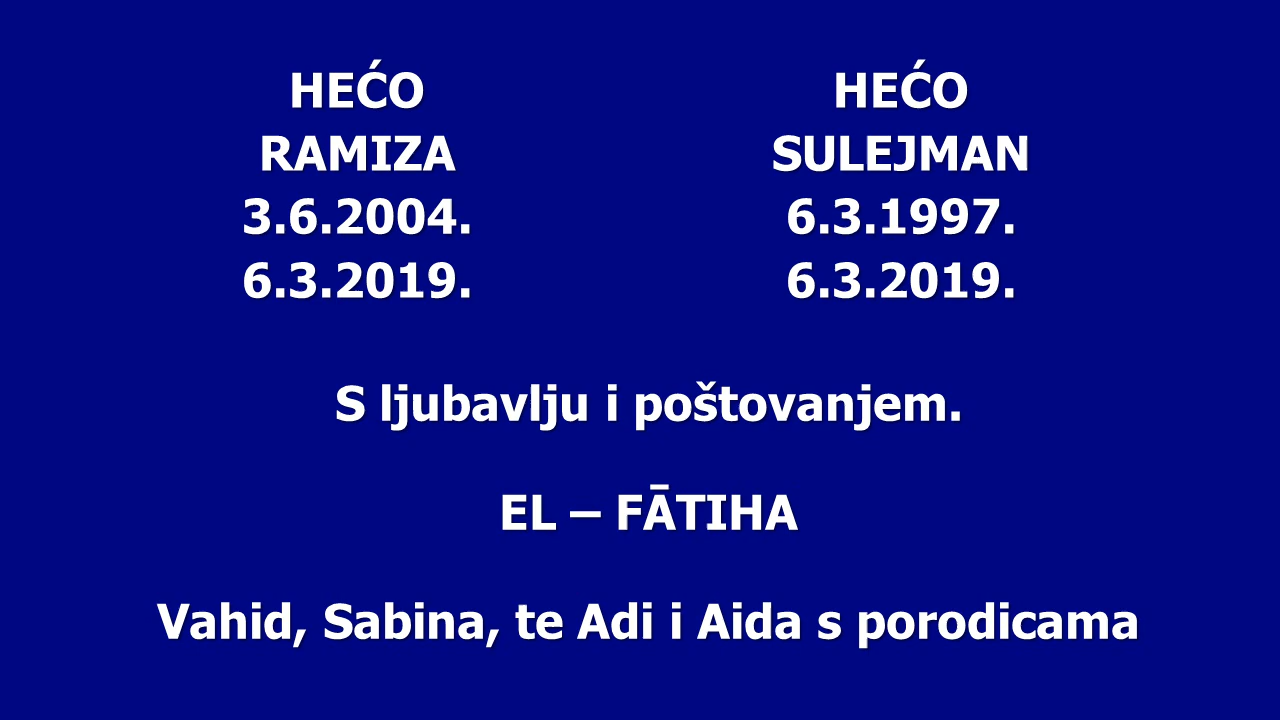 HEĆO
RAMIZA
3.6.2004.
6.3.2019.
HEĆO
SULEJMAN
6.3.1997.
6.3.2019.
S ljubavlju i poštovanjem.
EL – FĀTIHA
Vahid, Sabina, te Adi i Aida s porodicama